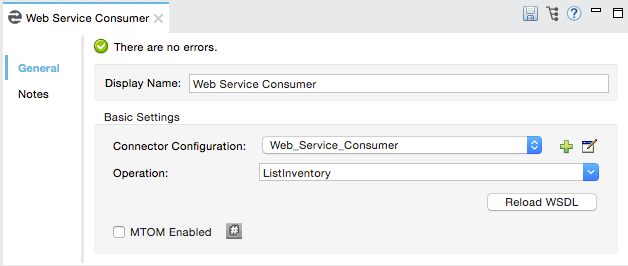 Web Service Consumer
There are no errors.
General
Notes
Display Name: Web Service Consumer
Basic Settings
Connector Configuration: Web_Service_Consumer
Operation: ListInventory
Reload WSDL
MTOM Enabled #